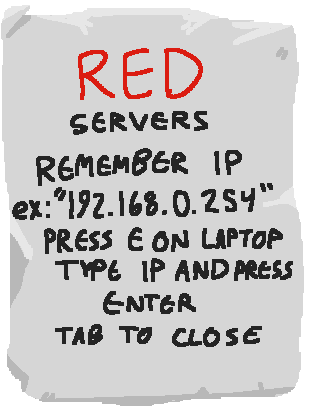 RED
SERVERS
REMEMBER IP
ex:"192.168.0.254"
PRESS E ON LAPTOP
TYPE IP AND PRESS
ENTER
TAB TO CLOSE